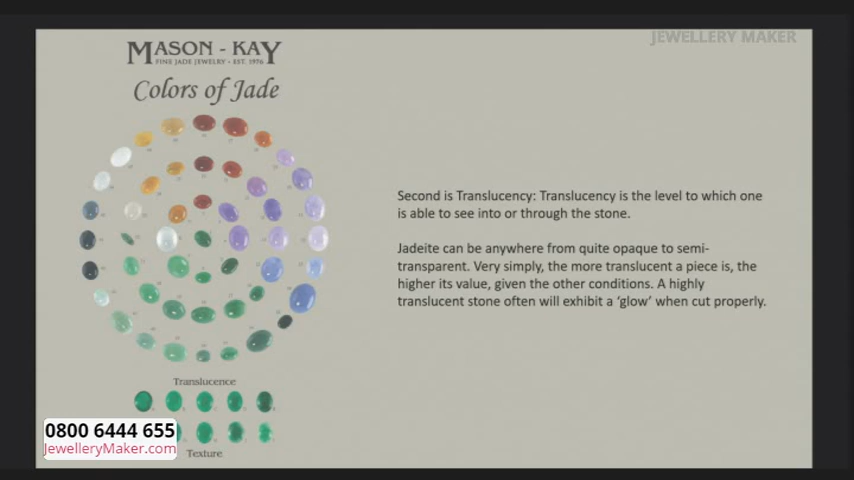 JEWELLERY MAKER
MASON - KAY
FINE JADE JEWELRY - EST. 1976
Colors of Jade
Second is Translucency: Translucency is the level to which one
is able to see into or through the stone.
Jadeite can be anywhere from quite opaque to semi-
transparent. Very simply, the more translucent a piece is, the
higher its value, given the other conditions. A highly
translucent stone often will exhibit a ‘glow’ when cut properly.
Translucence
0800 6444 655
JewelleryMaker.com
Texture